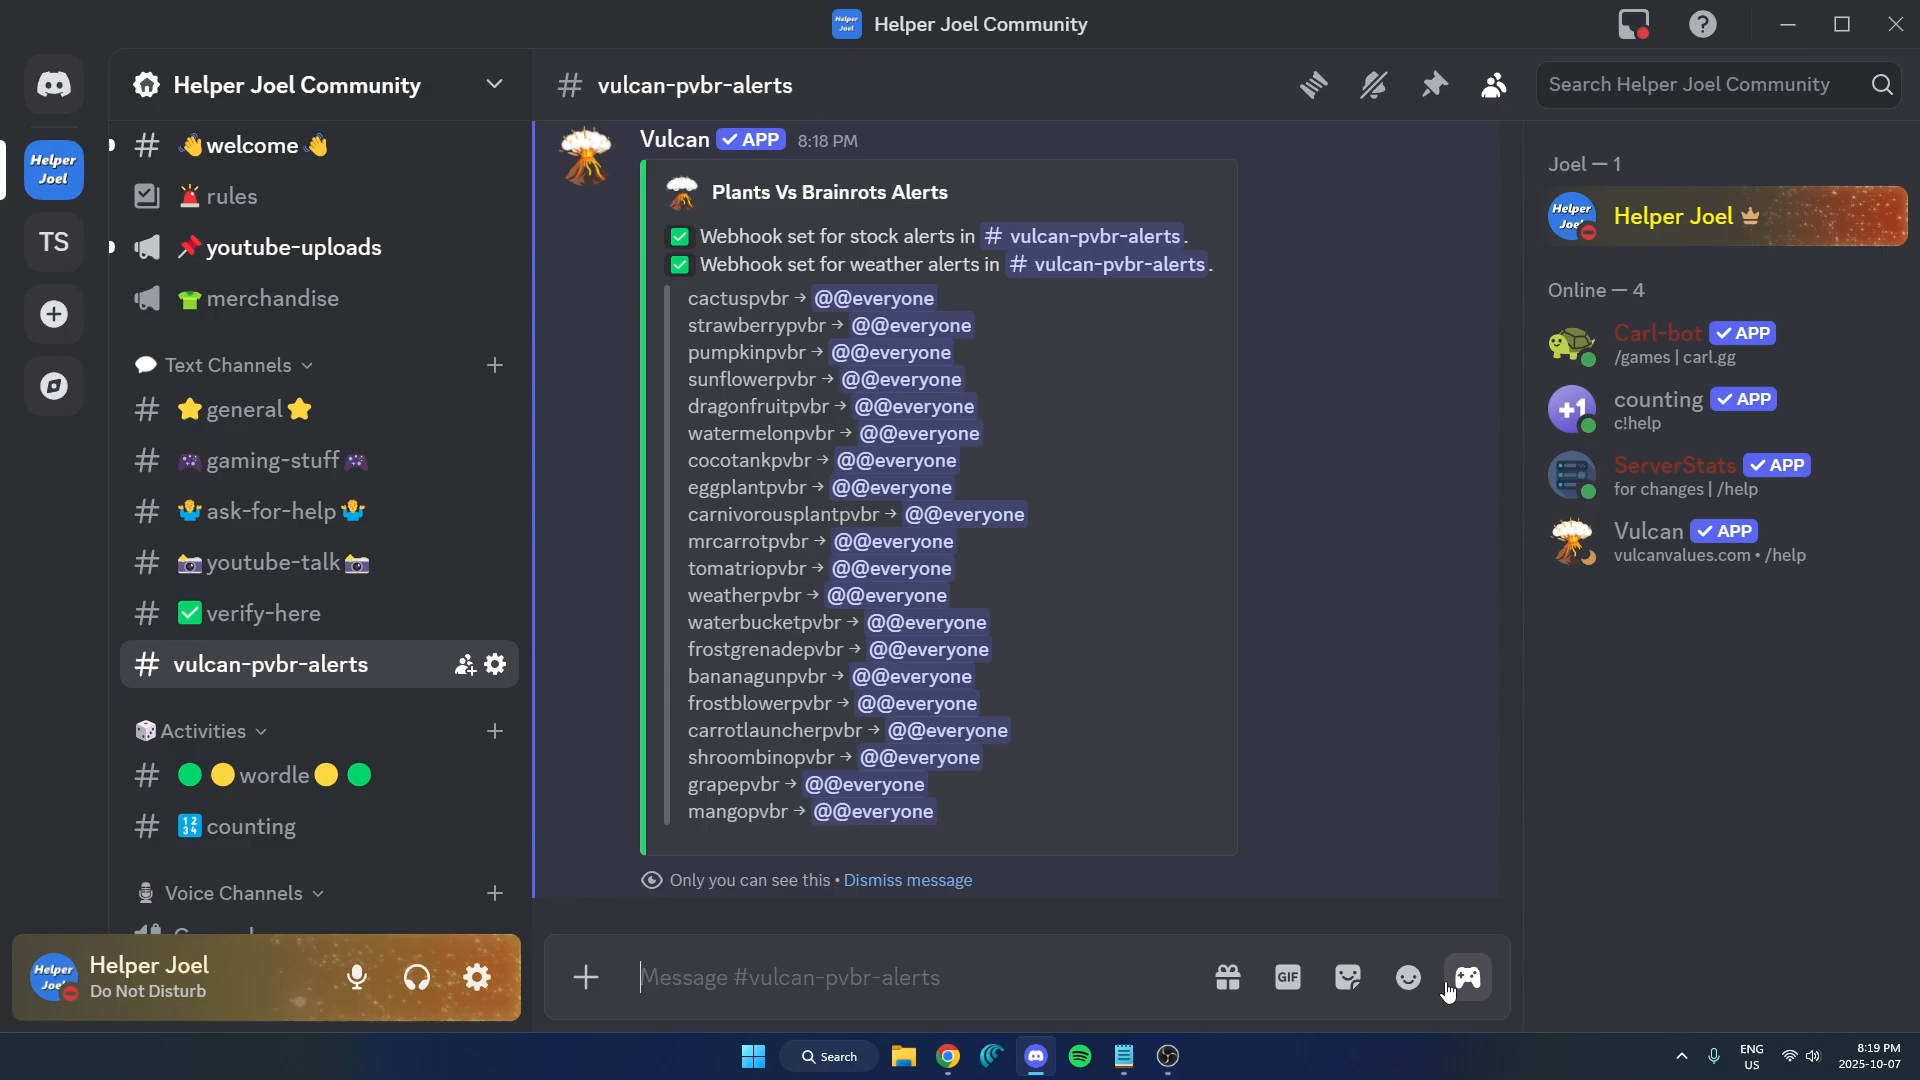 Helper Joel Community
Helper Joel Community
# vulcan-pvbr-alerts
Search Helper Joel Community
Helper
Joel
TS
# 👋welcome👋
🚨rules
📌youtube-uploads
👕merchandise
💬 Text Channels
# ⭐general⭐
# 🎮gaming-stuff🎮
# 🤷ask-for-help🤷
# 📷youtube-talk📷
# ✅verify-here
# vulcan-pvbr-alerts
🎲Activities
# 🟢🟡wordle🟡🟢
# 🔢counting
Voice Channels
Helper Joel
Do Not Disturb
Vulcan ✓ APP 8:18 PM
Plants Vs Brainrots Alerts
✅ Webhook set for stock alerts in # vulcan-pvbr-alerts.
✅ Webhook set for weather alerts in # vulcan-pvbr-alerts.
cactuspvbr → @@everyone
strawberrypvbr → @@everyone
pumpkinpvbr → @@everyone
sunflowerpvbr → @@everyone
dragonfruitpvbr → @@everyone
watermelonpvbr → @@everyone
cocotankpvbr → @@everyone
eggplantpvbr → @@everyone
carnivorousplantpvbr → @@everyone
mrcarrotpvbr → @@everyone
tomatriopvbr → @@everyone
weatherpvbr → @@everyone
waterbucketpvbr → @@everyone
frostgrenadepvbr → @@everyone
bananagunpvbr → @@everyone
frostblowerpvbr → @@everyone
carrotlauncherpvbr → @@everyone
shroombinopvbr → @@everyone
grapepvbr → @@everyone
mangopvbr → @@everyone
Only you can see this • Dismiss message
Message #vulcan-pvbr-alerts
GIF
Joel — 1
Helper Joel
Online — 4
Carl-bot ✓ APP
/games | carl.gg
+1
counting ✓ APP
c!help
ServerStats ✓ APP
for changes | /help
Vulcan ✓ APP
vulcanvalues.com • /help
Search
ENG
US
8:19 PM
2025-10-07